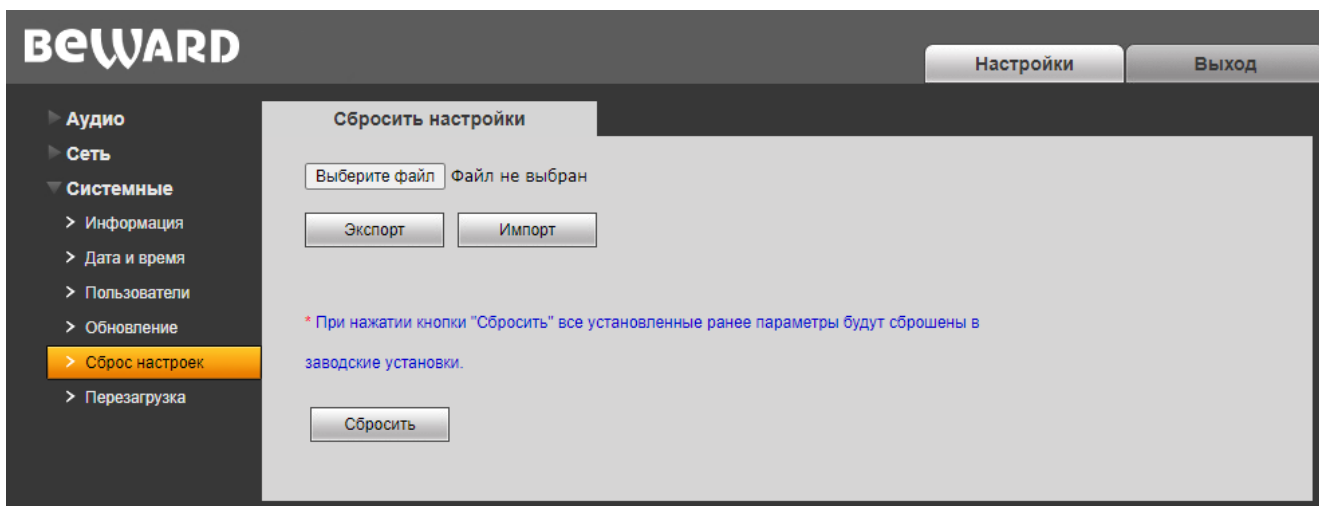 BEWARD
Настройки
Выход
Аудио
Сеть
Системные
> Информация
> Дата и время
> Пользователи
> Обновление
> Сброс настроек
> Перезагрузка
Сбросить настройки
Выберите файл Файл не выбран
Экспорт Импорт
* При нажатии кнопки "Сбросить" все установленные ранее параметры будут сброшены в
заводские установки.
Сбросить